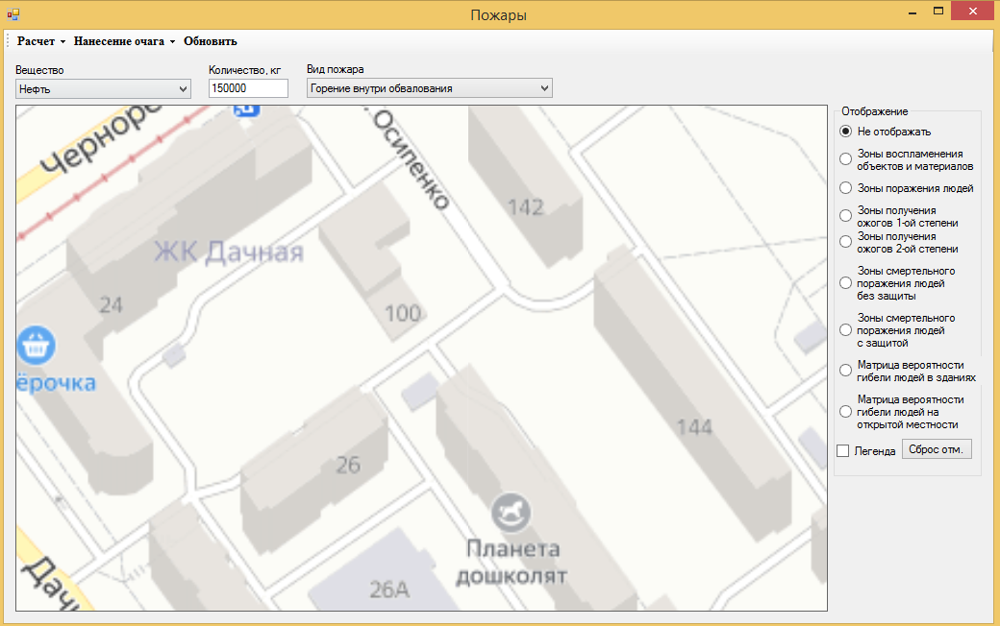 Пожары
Расчет Нанесение очага Обновить
Вещество
Количество, кг
Вид пожара
Нефть
150000
Горение внутри обвалования
Черноре
Осипенко
142
ЖК Дачная
24
100
ёрочка
144
26
Планета
дошколят
26А
Дачн
Отображение
Не отображать
Зоны воспламенения
объектов и материалов
Зоны поражения людей
Зоны получения
ожогов 1-ой степени
Зоны получения
ожогов 2-ой степени
Зоны смертельного
поражения людей
без защиты
Зоны смертельного
поражения людей
с защитой
Матрица вероятности
гибели людей в зданиях
Матрица вероятности
гибели людей на
открытой местности
Легенда
Сброс отм.